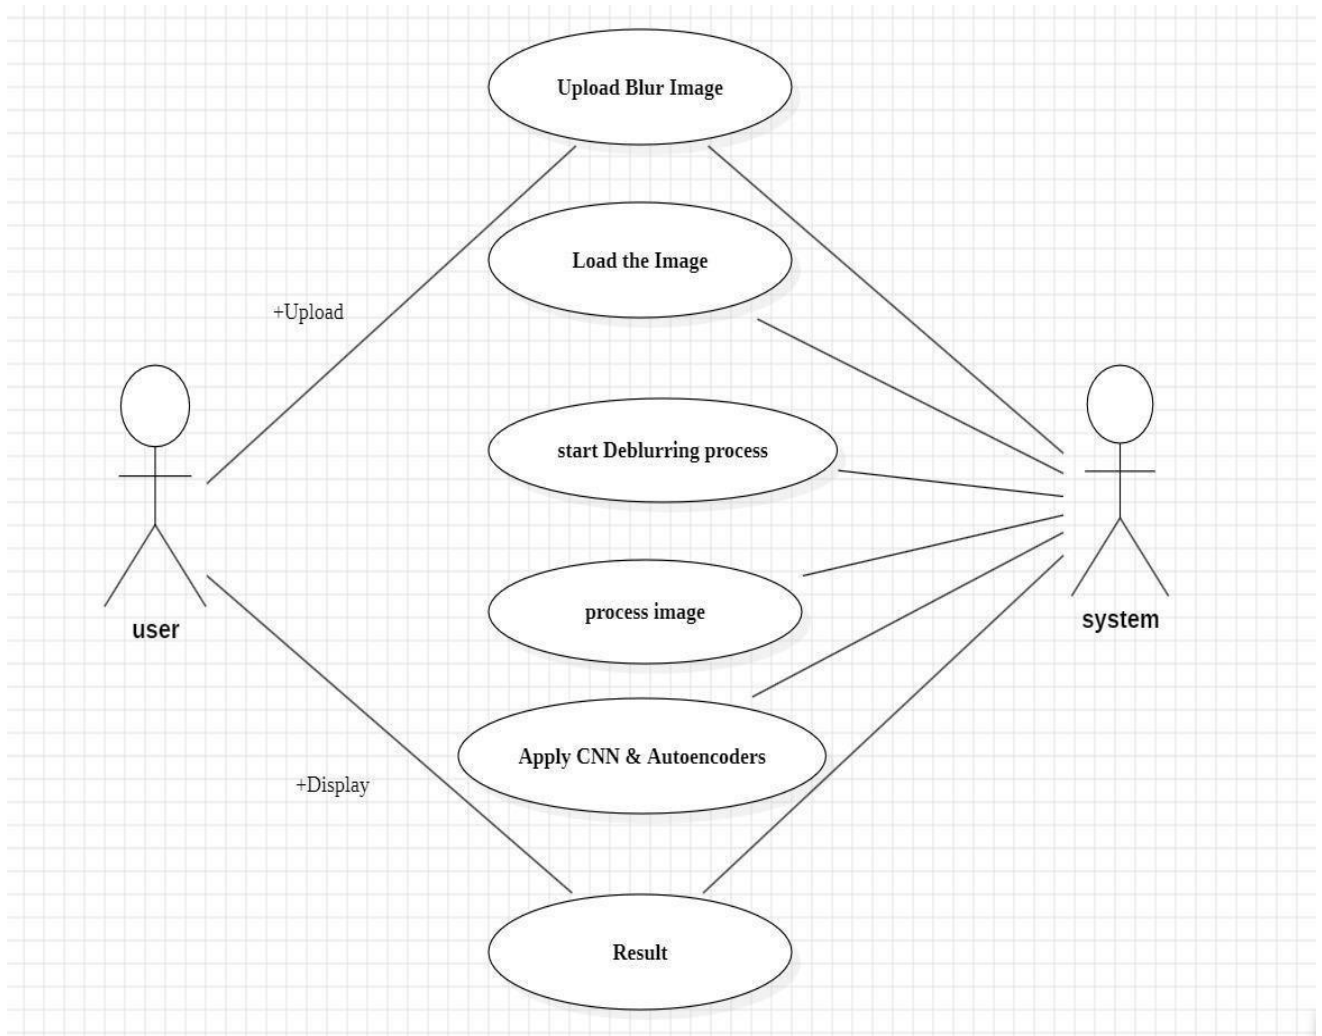 Upload Blur Image
Load the Image
+Upload
start Deblurring process
process image
user
system
Apply CNN & Autoencoders
+Display
Result